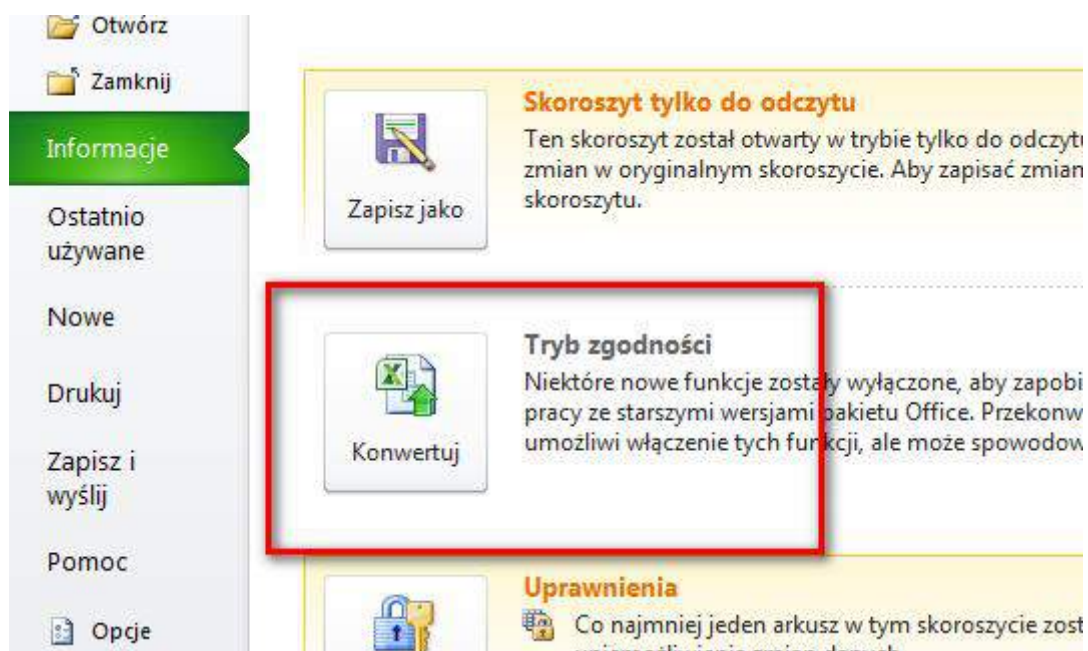 Otwórz
Zamknij
Informacje
Ostatnio
używane
Nowe
Drukuj
Zapisz i
wyślij
Pomoc
Opcje
Skoroszyt tylko do odczytu
Ten skoroszyt został otwarty w trybie tylko do odczytu
zmian w oryginalnym skoroszycie. Aby zapisać zmian
skoroszytu.
Zapisz jako
Tryb zgodności
Niektóre nowe funkcje zostały wyłączone, aby zapobi
pracy ze starszymi wersjami pakietu Office. Przekonw
umożliwi włączenie tych funkcji, ale może spowodow
Konwertuj
Uprawnienia
Co najmniej jeden arkusz w tym skoroszycie zost